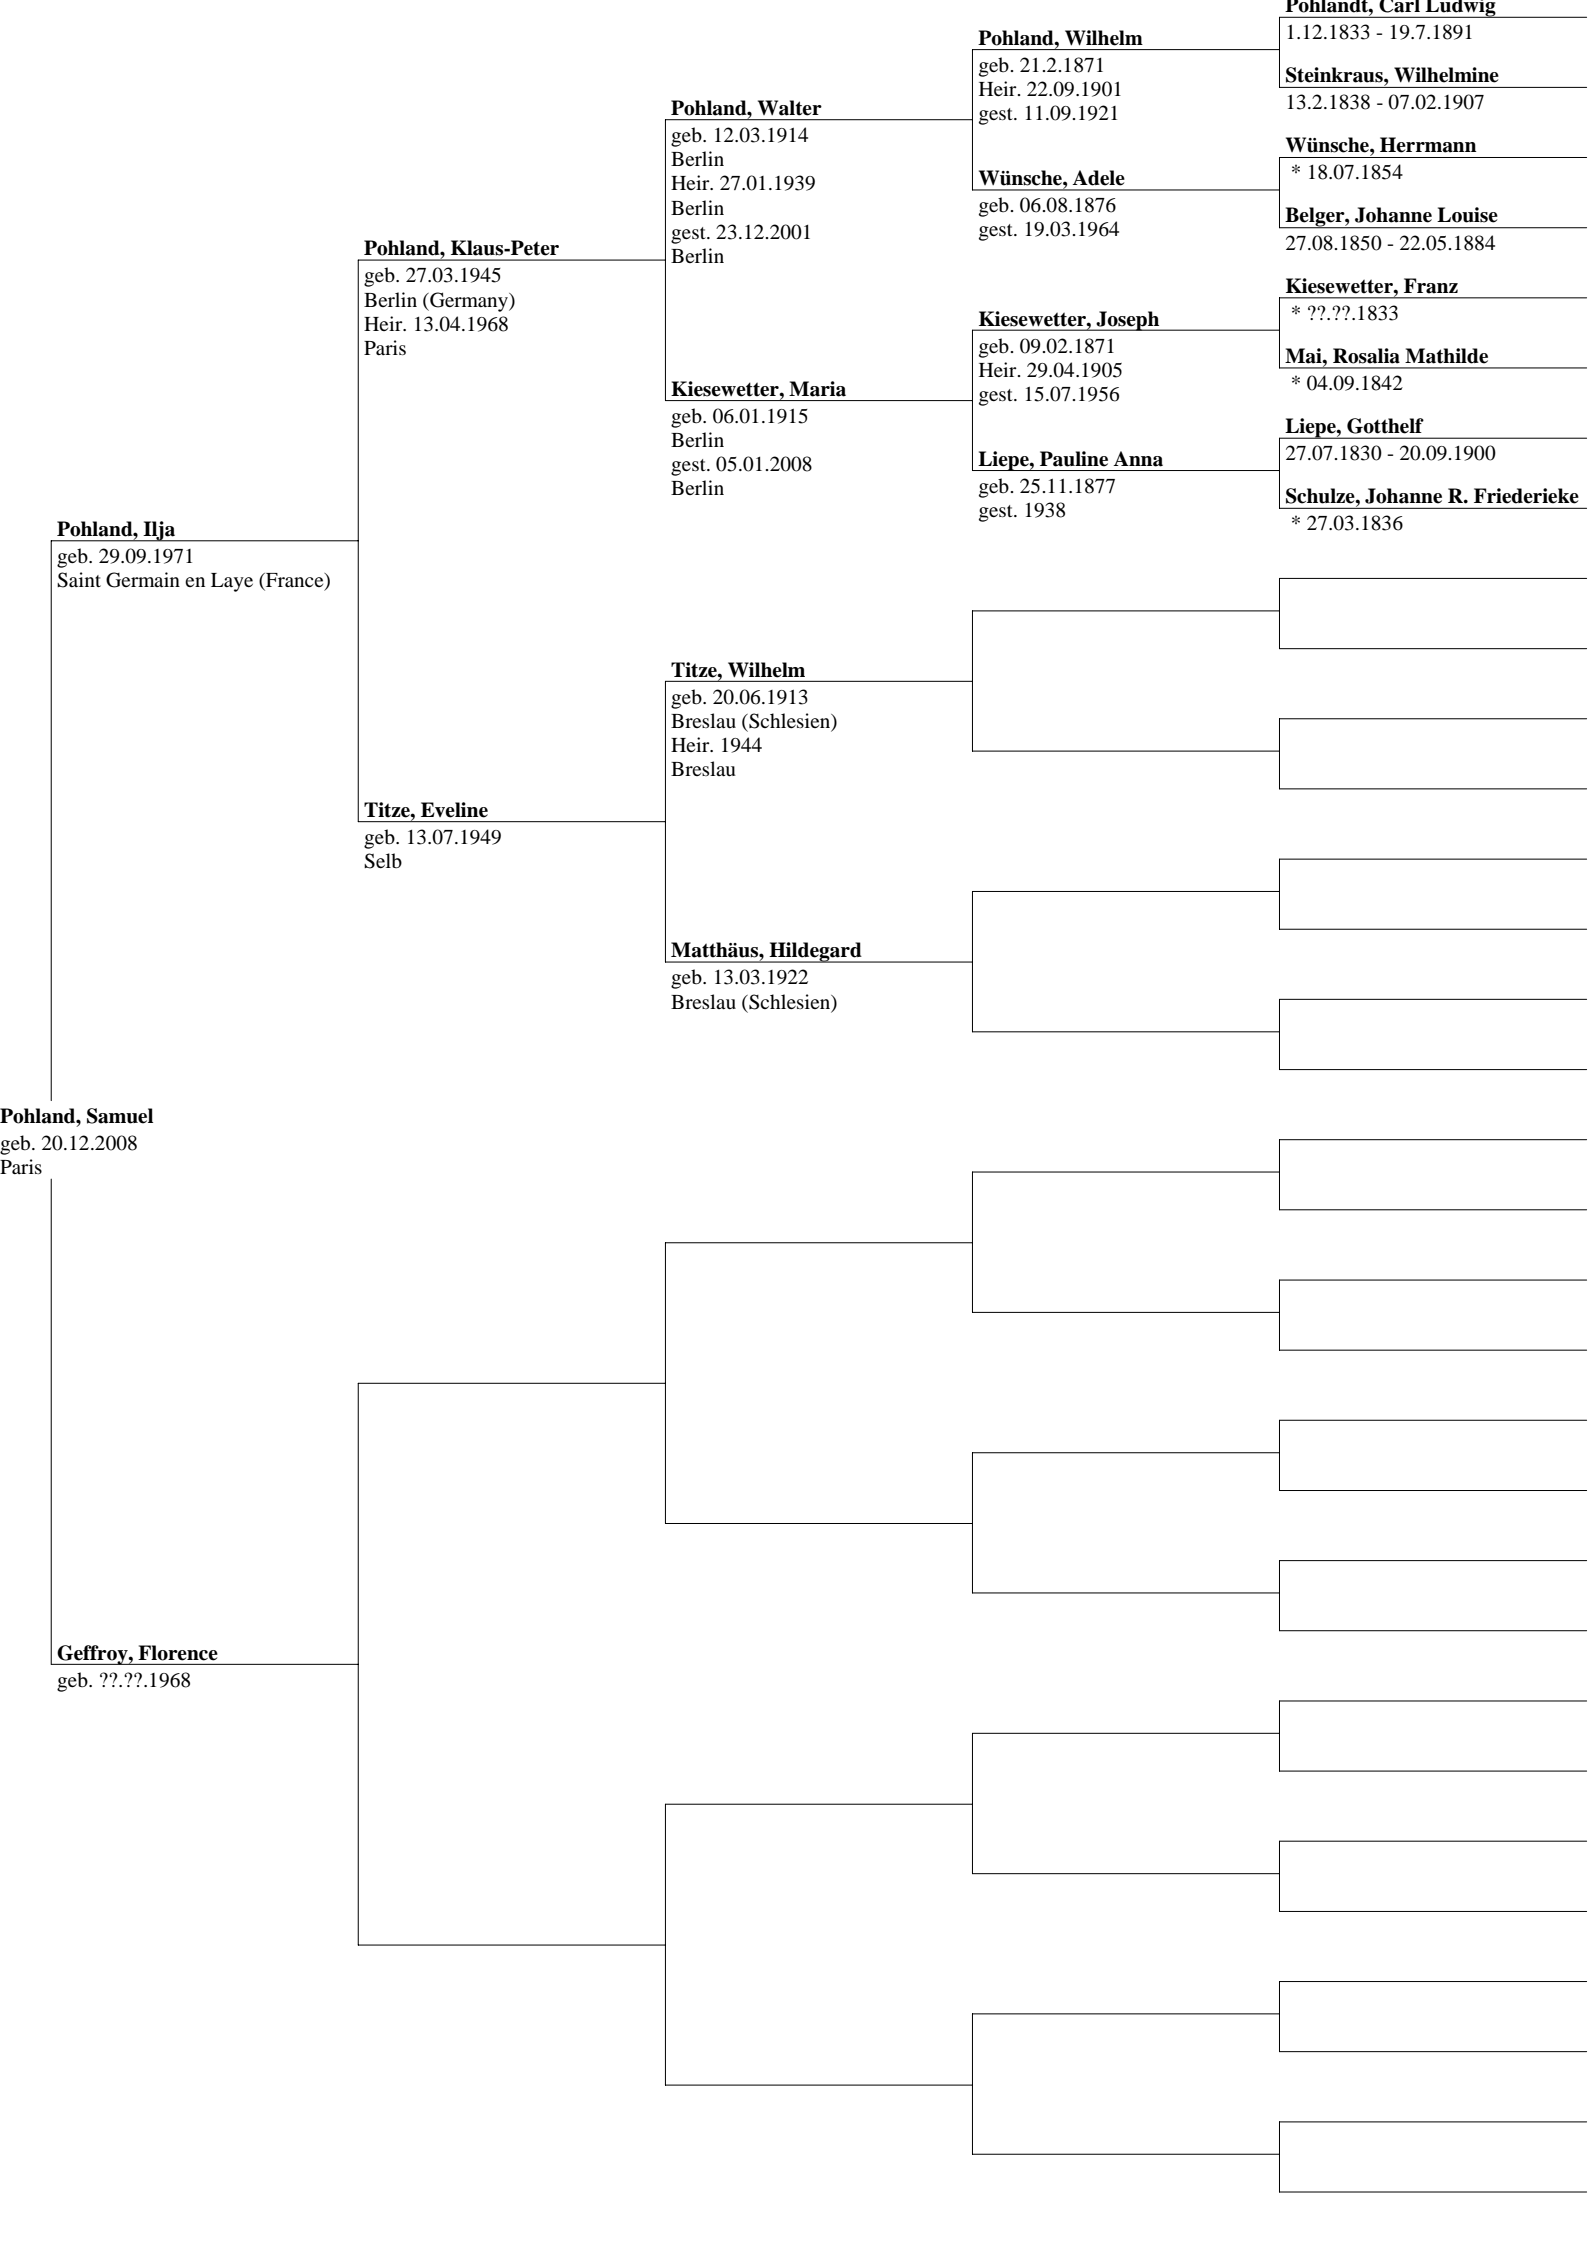 Pohlandt, Carl Ludwig
1.12.1833 - 19.7.1891
Pohland, Wilhelm
geb. 21.2.1871
Heir. 22.09.1901
gest. 11.09.1921
Steinkraus, Wilhelmine
13.2.1838 - 07.02.1907
Pohland, Walter
geb. 12.03.1914
Berlin
Heir. 27.01.1939
Berlin
gest. 23.12.2001
Berlin
Wünsche, Herrmann
* 18.07.1854
Wünsche, Adele
geb. 06.08.1876
gest. 19.03.1964
Belger, Johanne Louise
27.08.1850 - 22.05.1884
Pohland, Klaus-Peter
geb. 27.03.1945
Berlin (Germany)
Heir. 13.04.1968
Paris
Kiesewetter, Franz
* ??.??.1833
Kiesewetter, Joseph
geb. 09.02.1871
Heir. 29.04.1905
gest. 15.07.1956
Mai, Rosalia Mathilde
* 04.09.1842
Kiesewetter, Maria
geb. 06.01.1915
Berlin
gest. 05.01.2008
Berlin
Liepe, Gotthelf
27.07.1830 - 20.09.1900
Liepe, Pauline Anna
geb. 25.11.1877
gest. 1938
Schulze, Johanne R. Friederieke
* 27.03.1836
Pohland, Ilja
geb. 29.09.1971
Saint Germain en Laye (France)
Titze, Wilhelm
geb. 20.06.1913
Breslau (Schlesien)
Heir. 1944
Breslau
Titze, Eveline
geb. 13.07.1949
Selb
Matthäus, Hildegard
geb. 13.03.1922
Breslau (Schlesien)
Pohland, Samuel
geb. 20.12.2008
Paris
Geffroy, Florence
geb. ??.??.1968